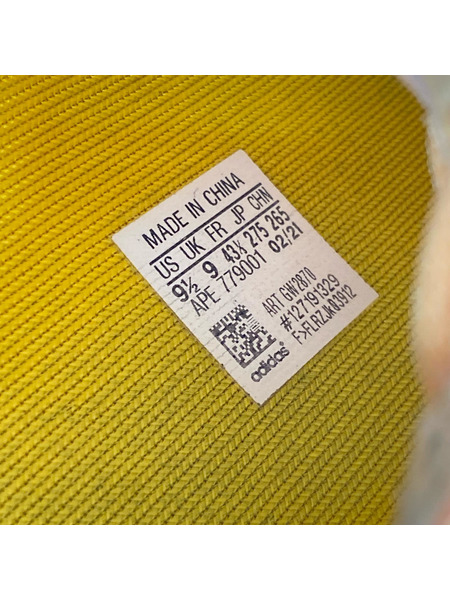 MADE IN CHINA
US UK FR JP CHN
9½ 9 43⅓ 275 265
APE 779001 02/21
ART GW2870
#127191329
F>FLRZJM03912
adidas